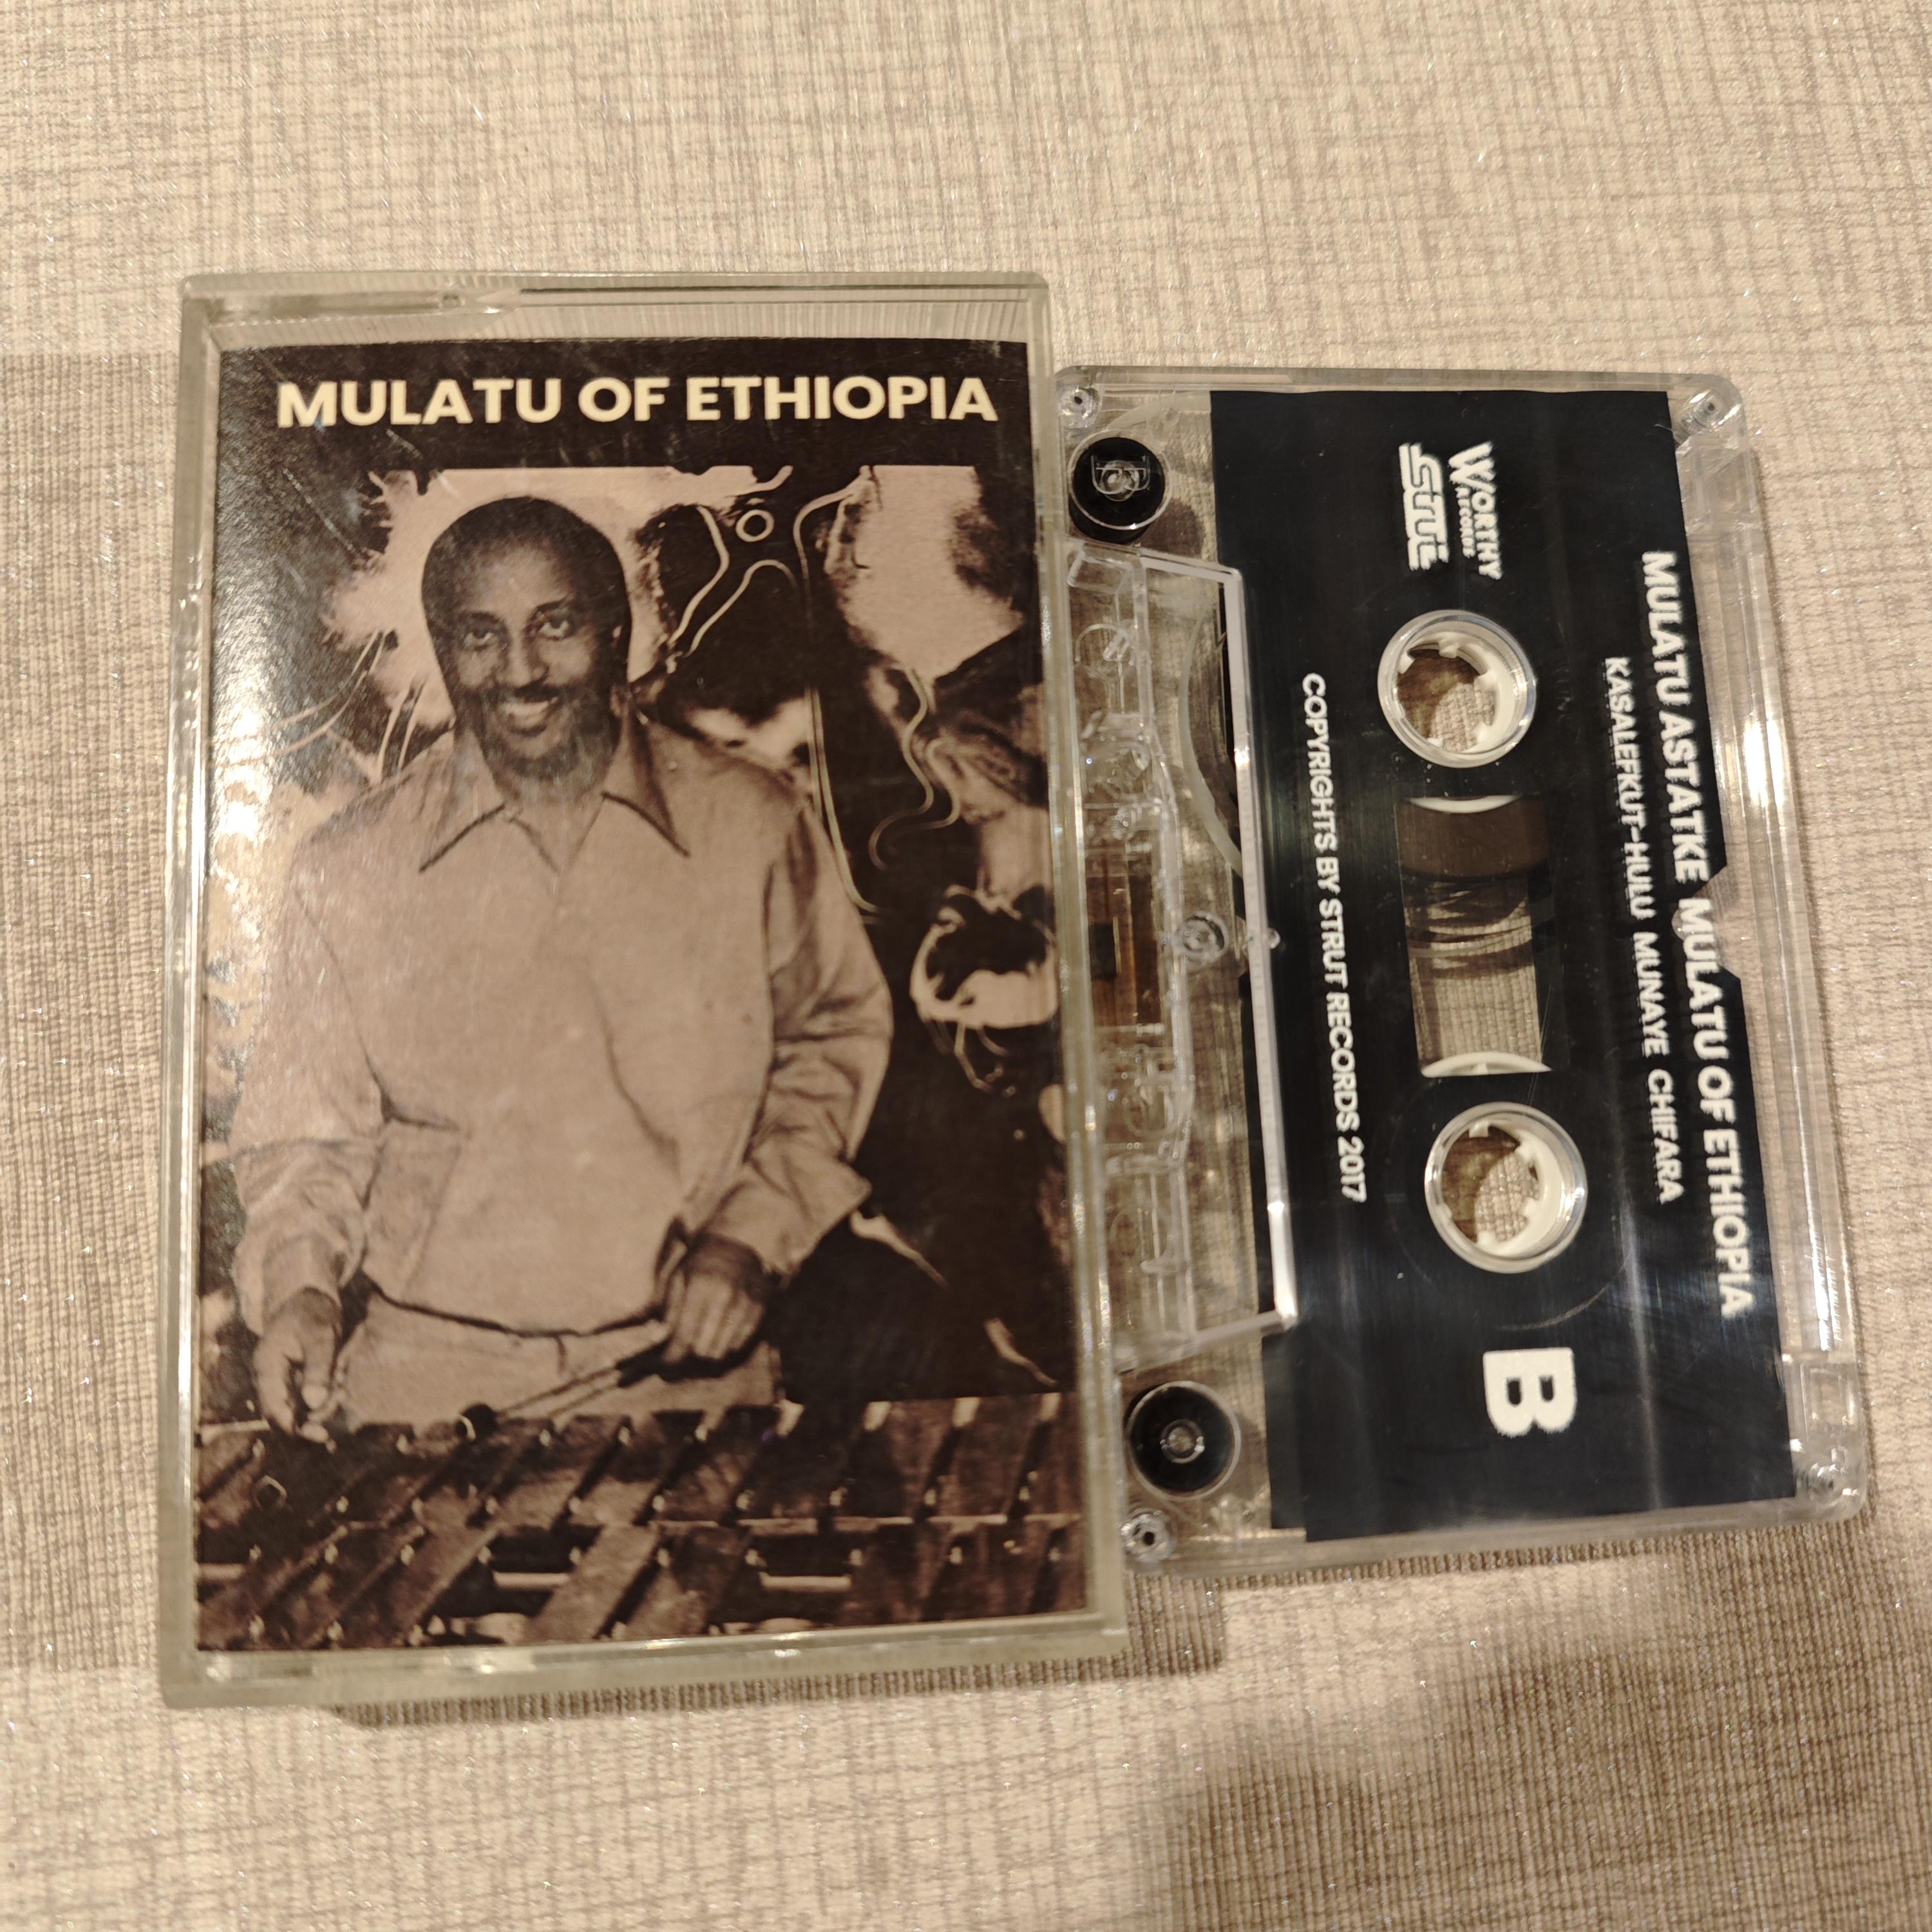 MULATU OF ETHIOPIA
MULATU ASTATKE MULATU OF ETHIOPIA
KASALEFKUT-HULU MUNAYE CHIFARA
WORTHY
RECORDS
Strut
B
COPYRIGHTS BY STRUT RECORDS 2017